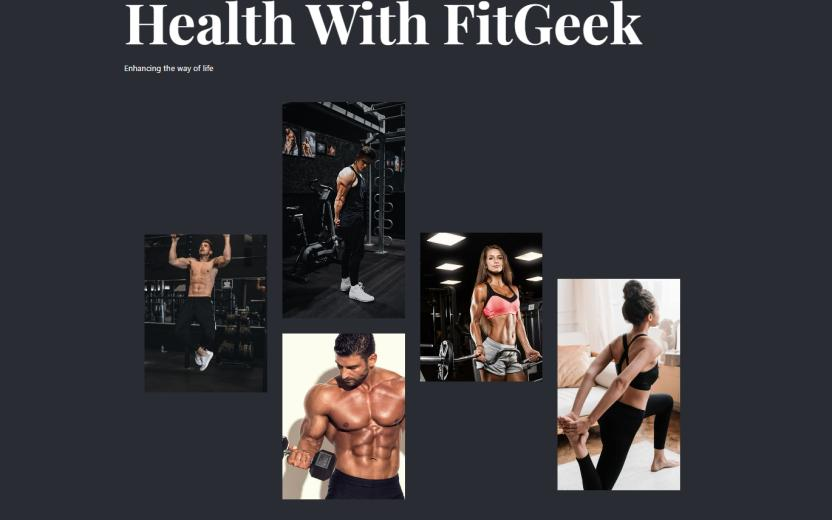 Health With FitGeek
Enhancing the way of life